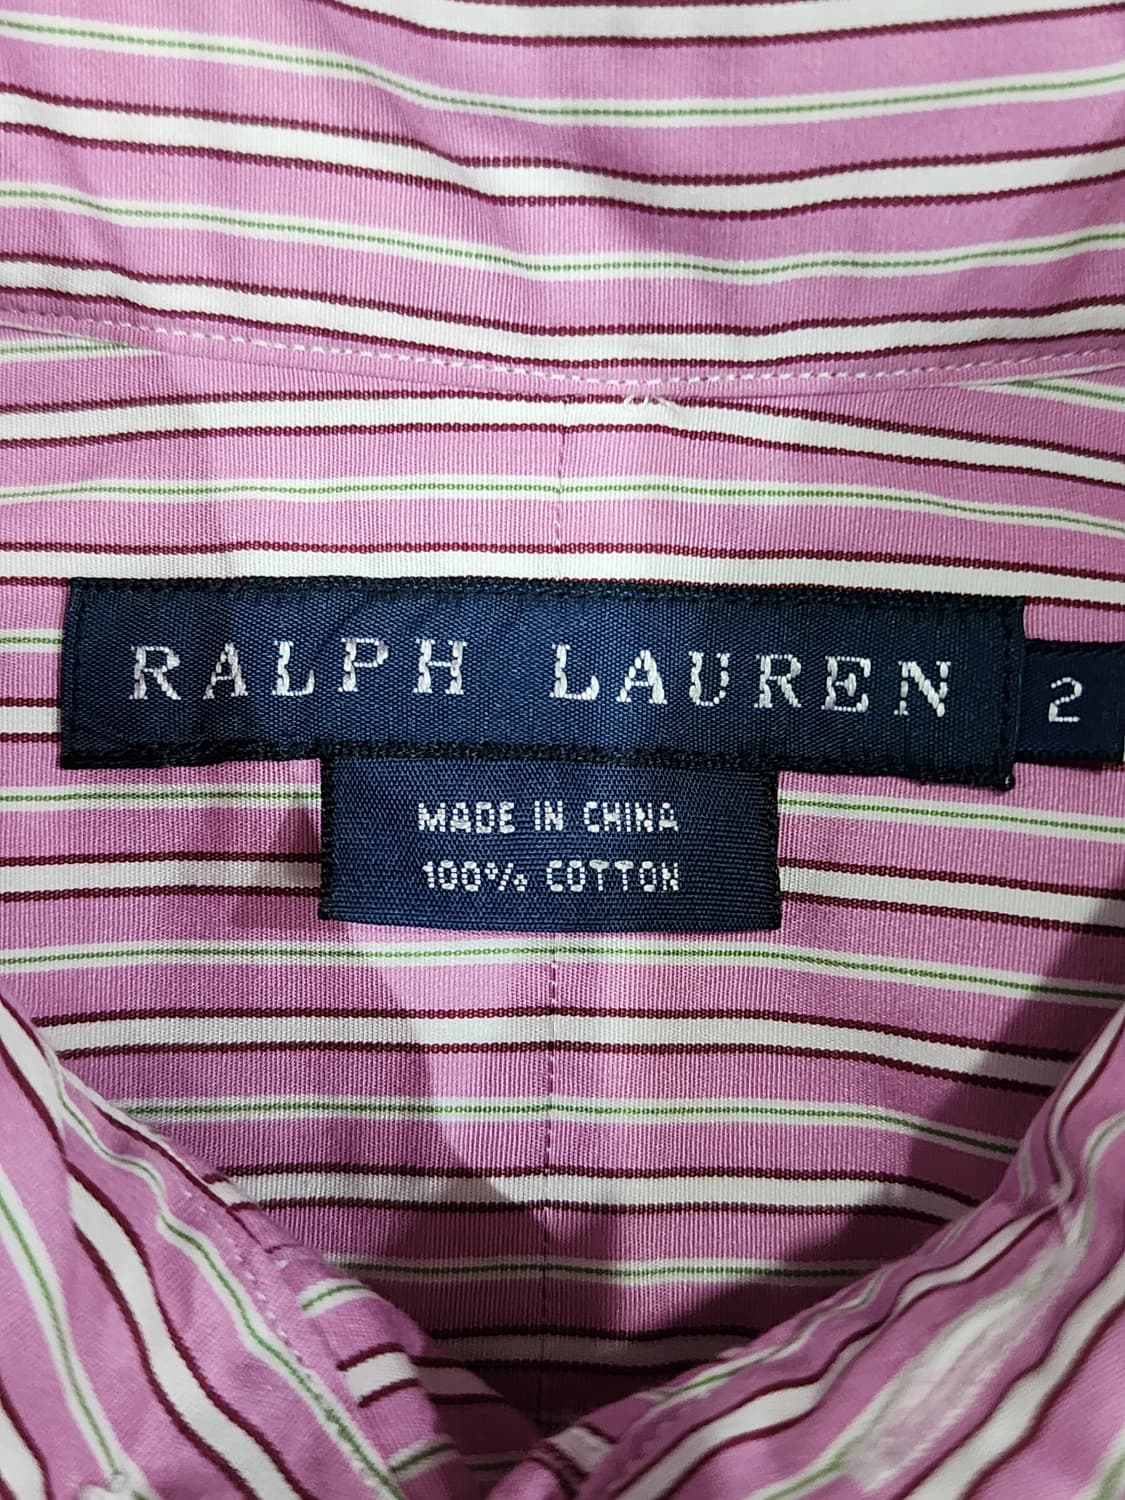 RALPH LAUREN
2
MADE IN CHINA
100% COTTON